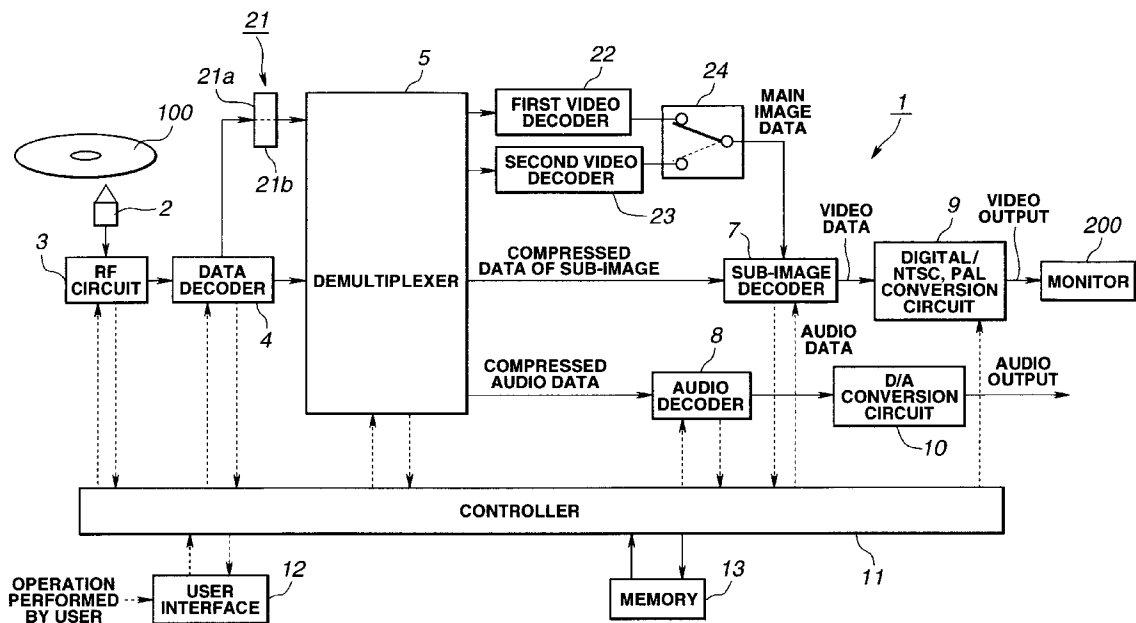 21
5
22
24
21a
FIRST VIDEO
DECODER
MAIN
IMAGE
DATA
1
100
21b
SECOND VIDEO
DECODER
23
2
3
RF
CIRCUIT
DATA
DECODER
4
DEMULTIPLEXER
COMPRESSED
DATA OF SUB-IMAGE
7
SUB-IMAGE
DECODER
VIDEO
DATA
9
DIGITAL/
NTSC, PAL
CONVERSION
CIRCUIT
VIDEO
OUTPUT
200
MONITOR
AUDIO
DATA
COMPRESSED
AUDIO DATA
8
AUDIO
DECODER
D/A
CONVERSION
CIRCUIT
10
AUDIO
OUTPUT
CONTROLLER
11
OPERATION
PERFORMED
BY USER
USER
INTERFACE
12
MEMORY
13